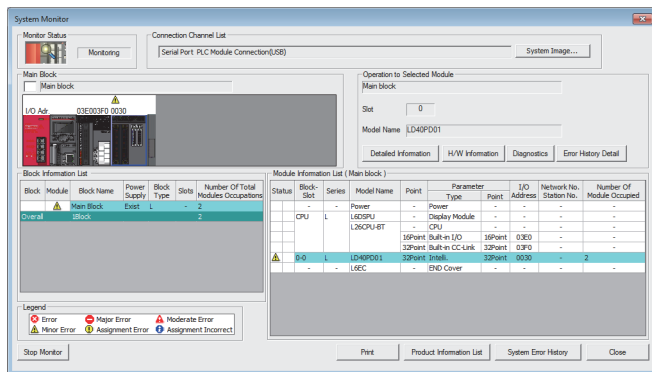 System Monitor
Monitor Status
Monitoring
Connection Channel List
Serial Port PLC Module Connection(USB)
System Image...
Main Block
Main block
I/O Adr.
03E003F0 0030
Operation to Selected Module
Main block
Slot
0
Model Name
LD40PD01
Detailed Information
H/W Information
Diagnostics
Error History Detail
Block Information List
Block Module Block Name Power Supply Block Type Slots Number Of Total Modules Occupations
Main Block Exist L - 2
Overall 1Block 2
Module Information List (Main block)
Status Block-Slot Series Model Name Point Parameter Type Point I/O Address Network No. Station No. Number Of Module Occupied
- - Power - Power - - - -
CPU L L6DSPU - Display Module - - - -
L26CPU-BT - CPU - - - -
16Point Built-in I/O 16Point 03E0 - -
32Point Built-in CC-Link 32Point 03F0 - -
0-0 L LD40PD01 32Point Intelli. 32Point 0030 - 2
- - L6EC - END Cover - - - -
Legend
Error
Major Error
Moderate Error
Minor Error
Assignment Error
Assignment Incorrect
Stop Monitor
Print
Product Information List
System Error History
Close